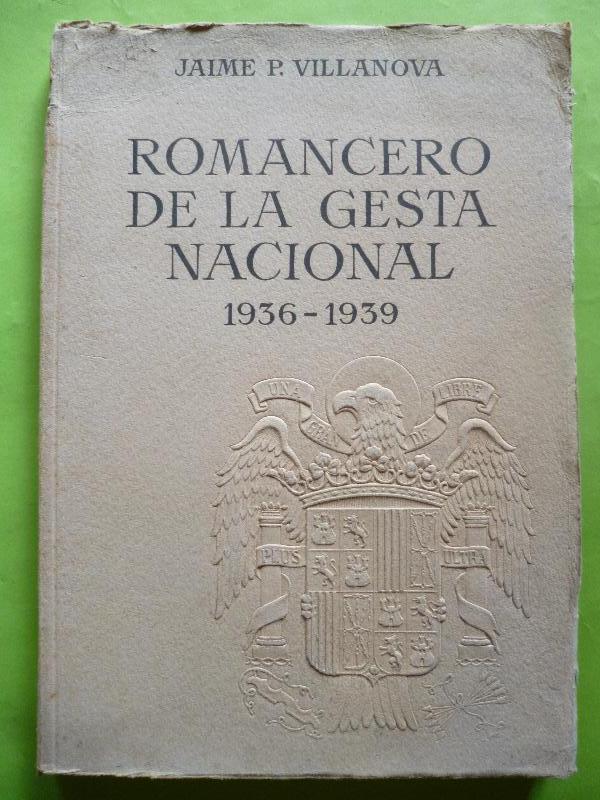 JAIME P. VILLANOVA
ROMANCERO
DE LA GESTA
NACIONAL
1936-1939
UNA GRANDE LIBRE
PLUS ULTRA